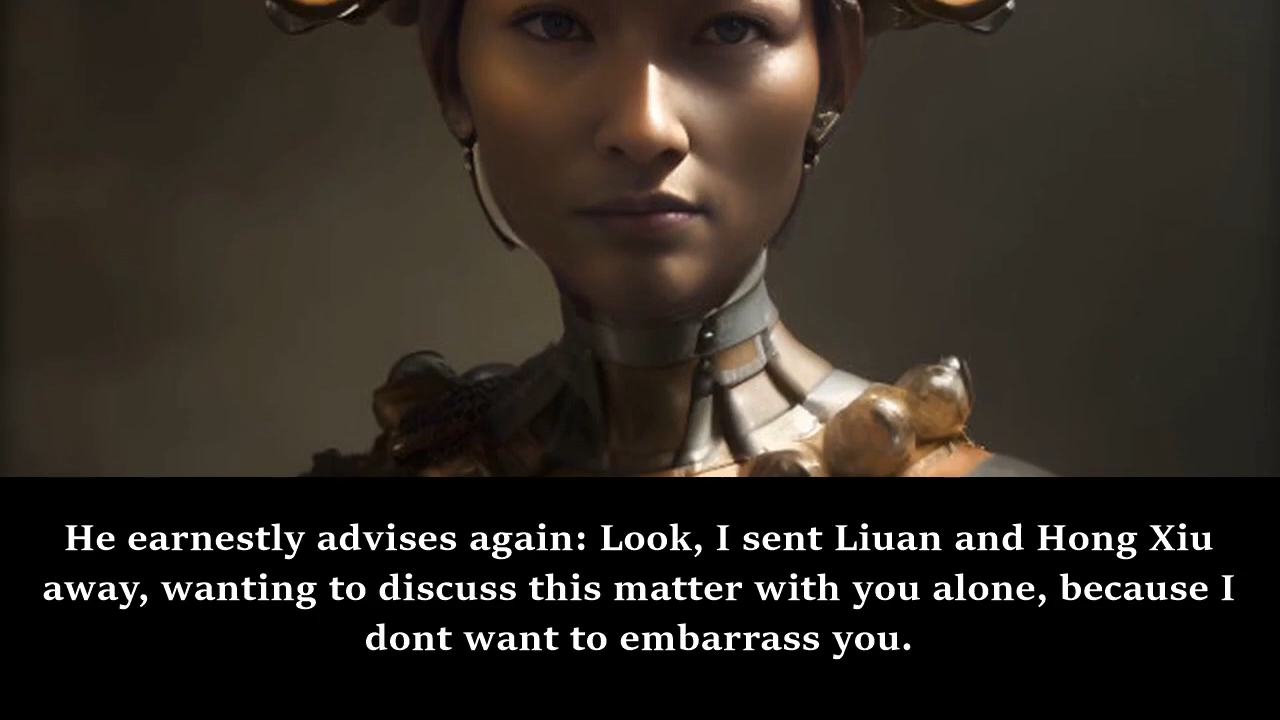 He earnestly advises again: Look, I sent Liuan and Hong Xiu
away, wanting to discuss this matter with you alone, because I
dont want to embarrass you.